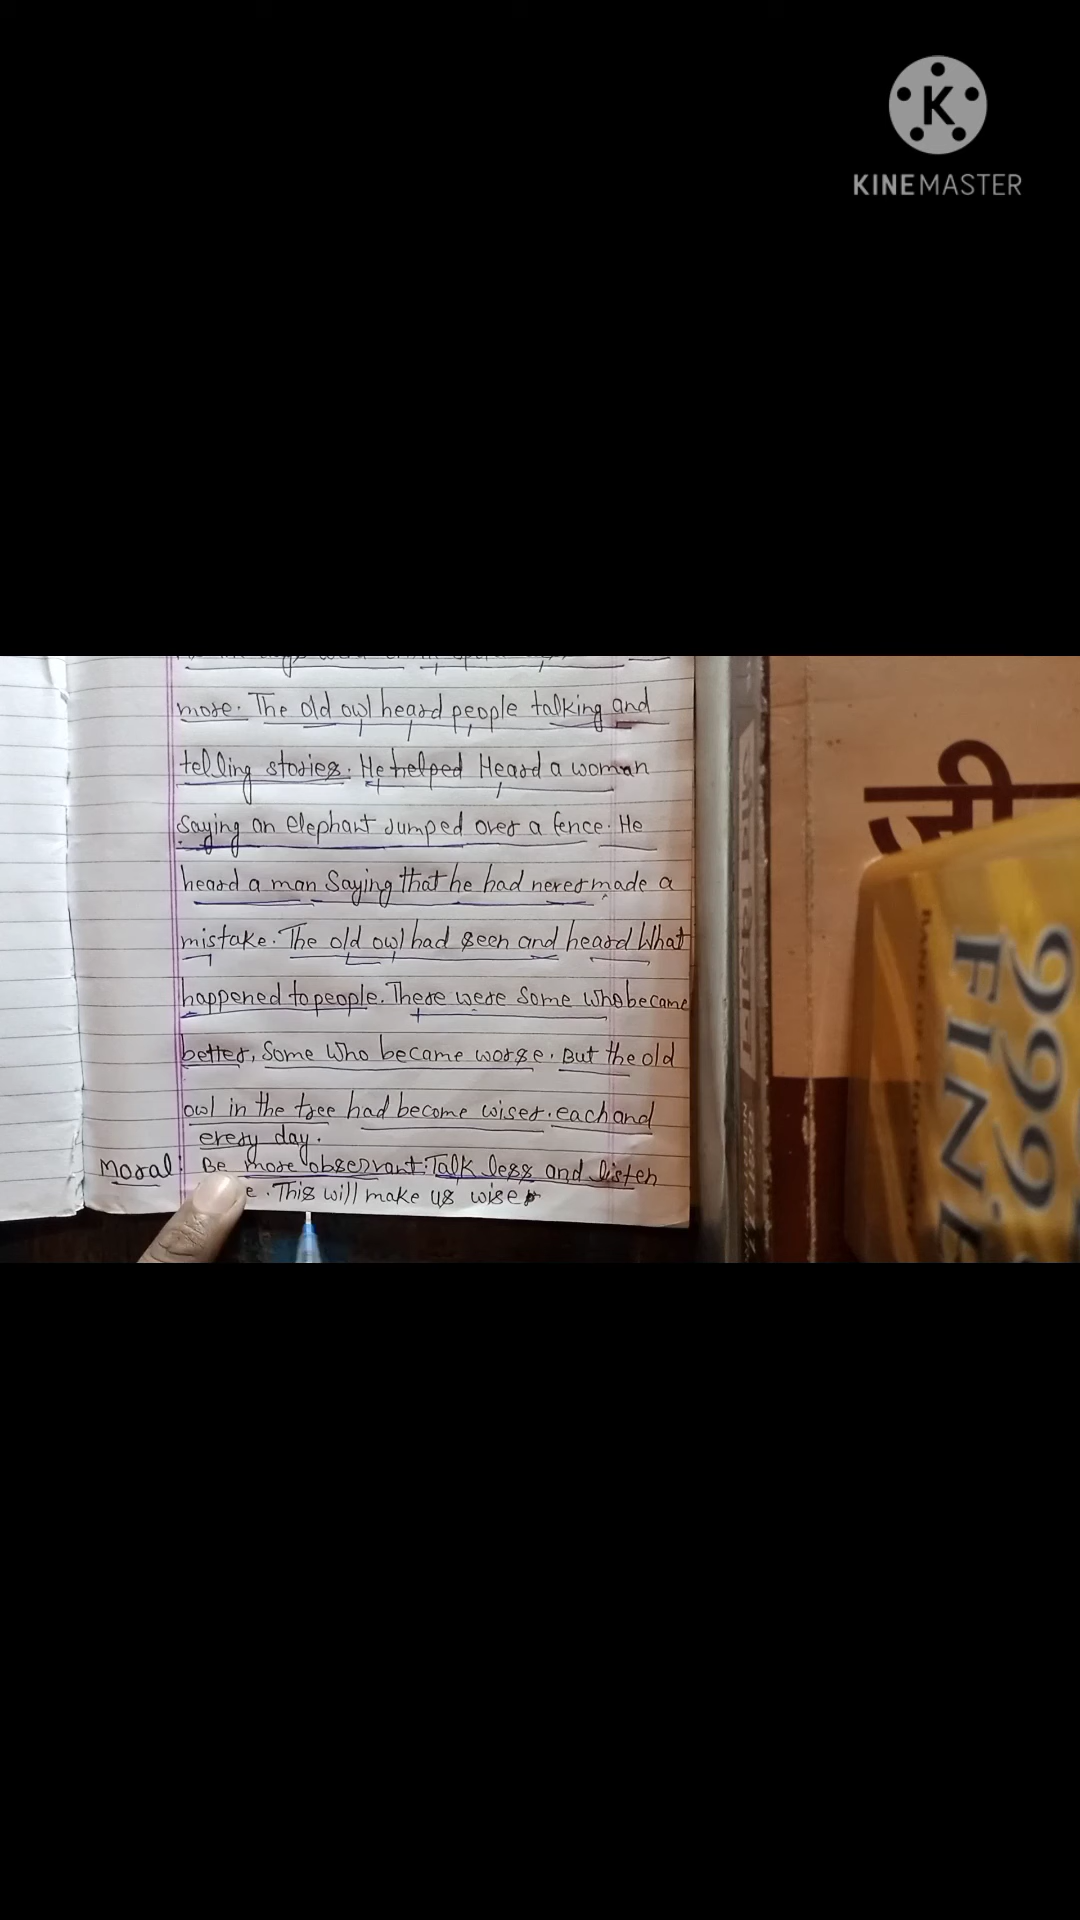 KINEMASTER
more. The old owl heard people talking and
telling stories. He helped Heard a woman
Saying an elephant Jumped over a fence. He
heard a man Saying that he had never made a
mistake. The old owl had seen and heard What
happened to people. There were Some Who became
better, Some Who became worse. But the old
owl in the tree had become wiser. each and
every day.
Moral: Be more observant. Talk less and listen
e. This will make us wiser
जी
999
FINE